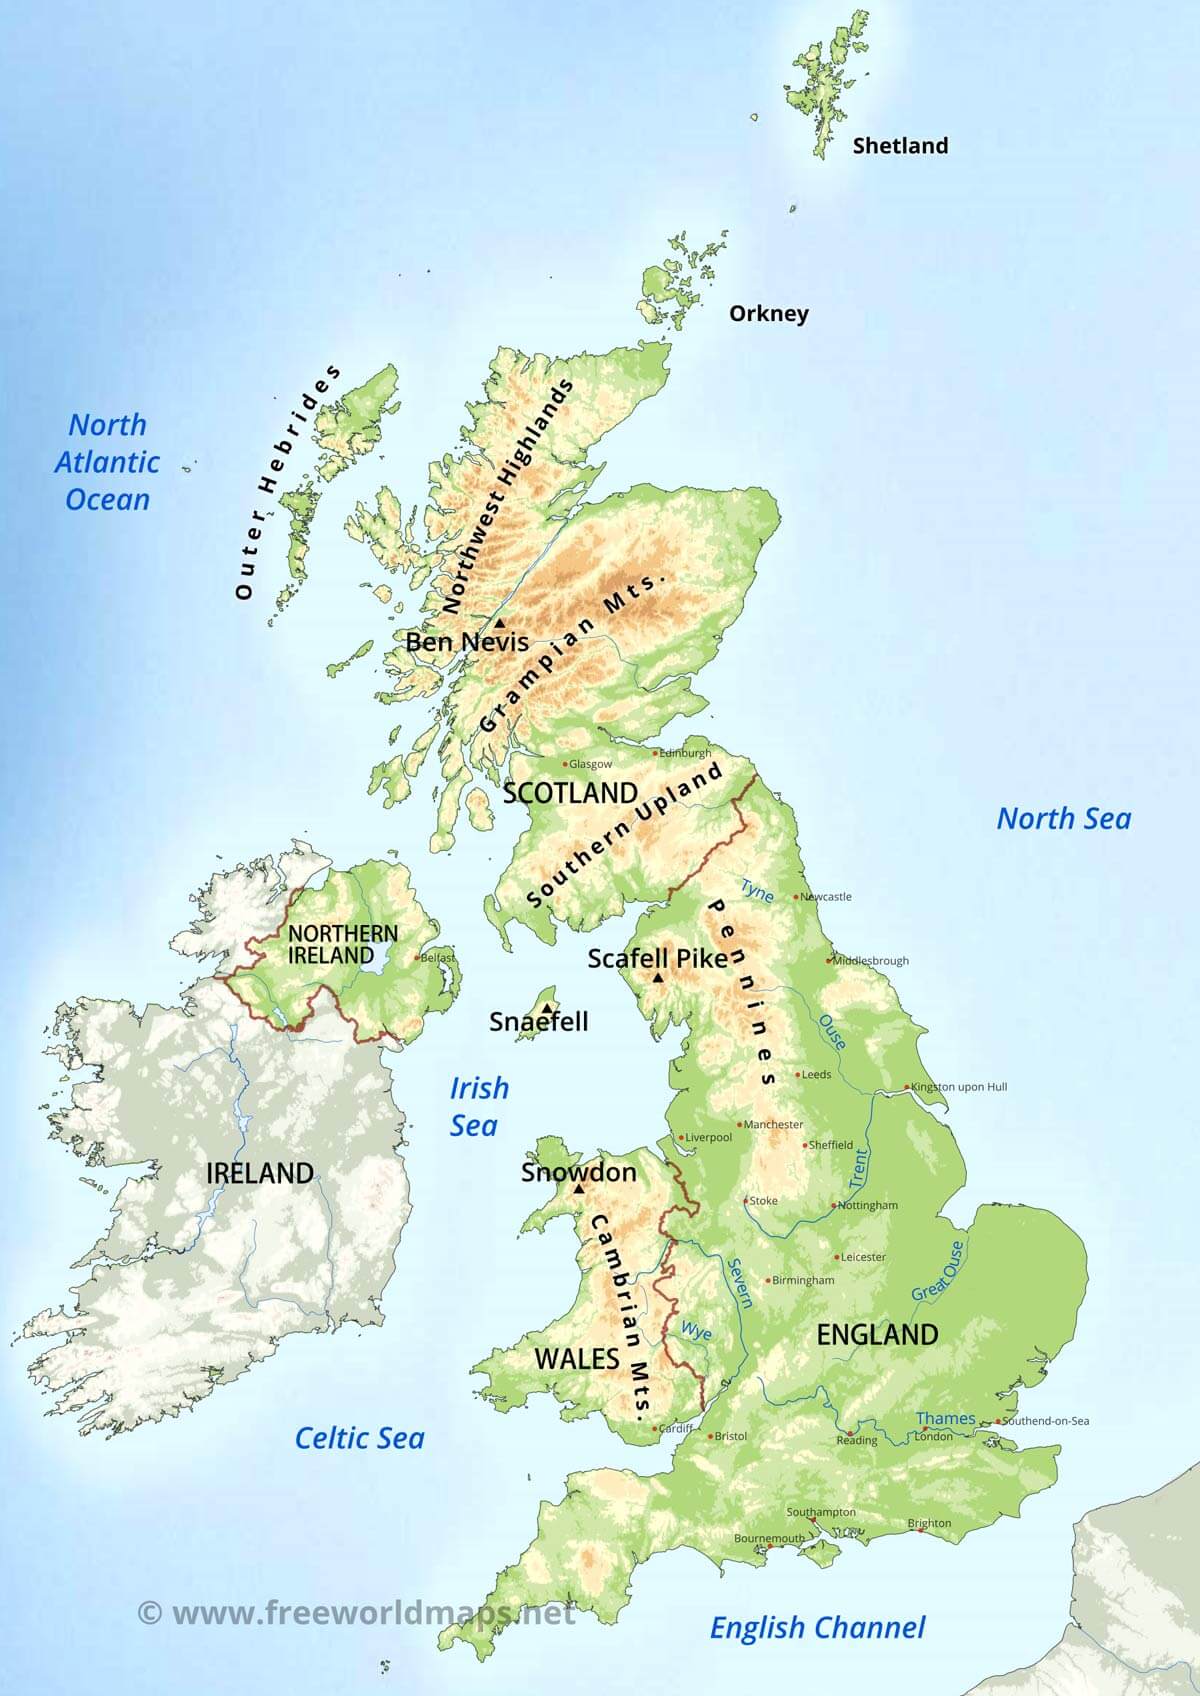 Shetland
Orkney
Outer Hebrides
North
Atlantic
Ocean
Northwest Highlands
Ben Nevis
Grampian Mts.
Edinburgh
Glasgow
SCOTLAND
Southern Upland
North Sea
Tyne
Newcastle
NORTHERN
IRELAND
Belfast
Pennines
Scafell Pike
Middlesbrough
Snaefell
Ouse
Irish
Sea
Leeds
Kingston upon Hull
Manchester
Liverpool
Sheffield
IRELAND
Snowdon
Trent
Stoke
Nottingham
Cambrian Mts.
Severn
Leicester
Great Ouse
Birmingham
Wye
ENGLAND
WALES
Celtic Sea
Cardiff
Bristol
Thames
Southend-on-Sea
Reading
London
Southampton
Brighton
Bournemouth
© www.freeworldmaps.net
English Channel